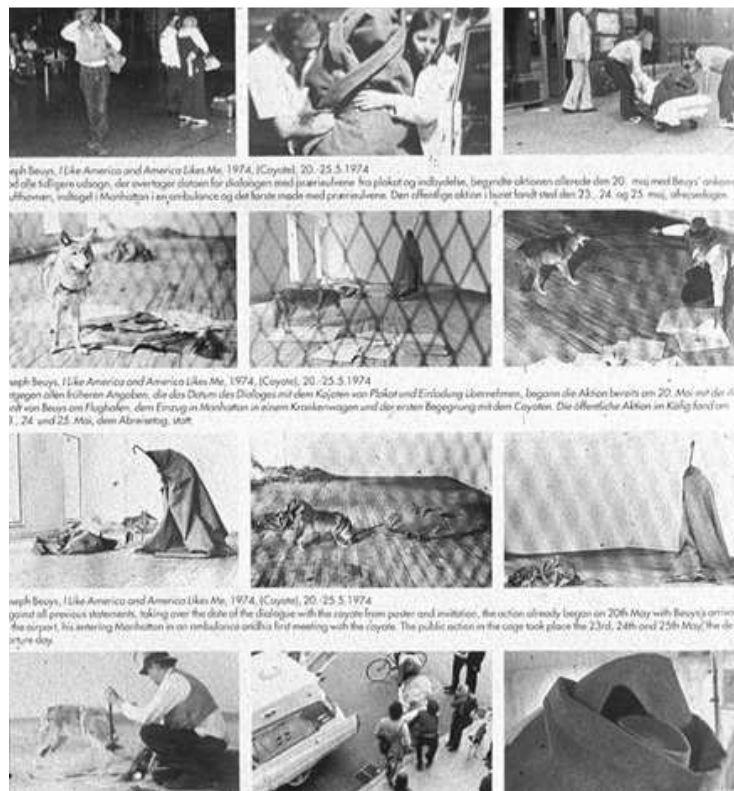 seph Beuys, I Like America and America Likes Me, 1974, (Coyote), 20.-25.5.1974
od alle tidligere udsagn, der overtager datoen for dialogen med prærieulvene fra plakat og indbydelse, begyndte aktionen allerede den 20. maj med Beuys' ankom
ufthavnen, indtoget i Manhattan i en ambulance og det første møde med prærieulvene. Den offentlige aktion i buret fandt sted den 23., 24. og 25. maj, afrejsedagen.
seph Beuys, I Like America and America Likes Me, 1974, (Coyote), 20.-25.5.1974
tgegen allen früheren Angaben, die das Datum des Dialoges mit dem Kojoten von Plakat und Einladung übernehmen, begann die Aktion bereits am 20. Mai mit der A
nft von Beuys am Flughafen, dem Einzug in Manhattan in einem Krankenwagen und der ersten Begegnung mit dem Coyoten. Die öffentliche Aktion im Käfig fand am
., 24. und 25. Mai, dem Abreisetag, statt.
seph Beuys, I Like America and America Likes Me, 1974, (Coyote), 20.-25.5.1974
gainst all previous statements, taking over the date of the dialogue with the coyote from poster and invitation, the action already began on 20th May with Beuys's arriva
the airport, his entering Manhattan in an ambulance and his first meeting with the coyote. The public action in the cage took place the 23rd, 24th and 25th May, the de
arture day.